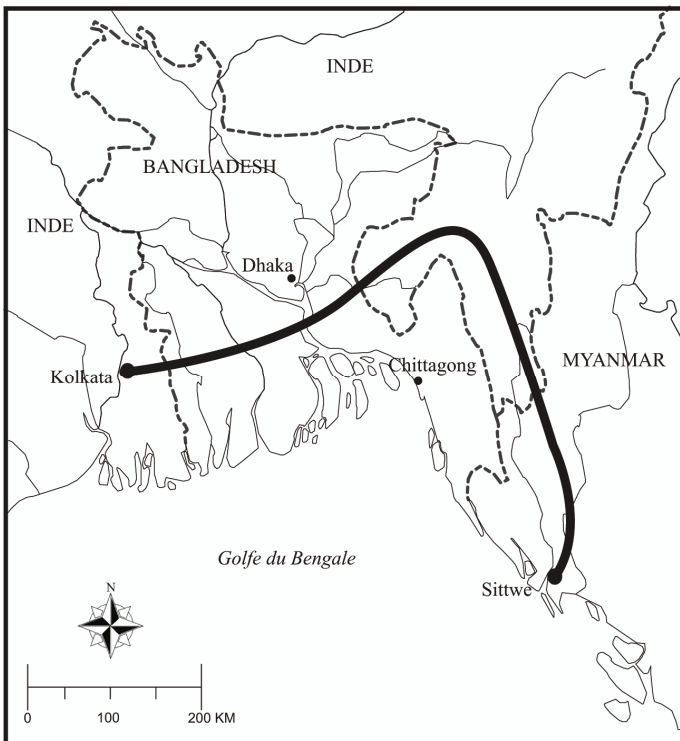 INDE
BANGLADESH
INDE
Dhaka
Kolkata
Chittagong
MYANMAR
Golfe du Bengale
Sittwe
N
0 100 200 KM